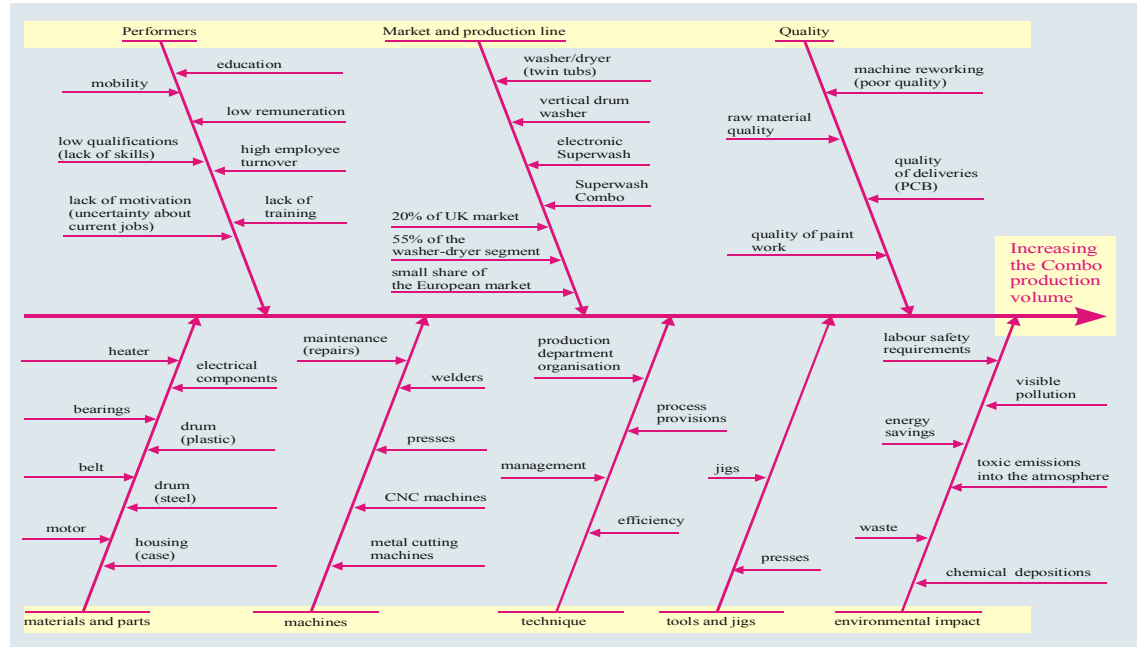 Performers
Market and production line
Quality
education
mobility
low remuneration
low qualifications
(lack of skills)
high employee
turnover
lack of motivation
(uncertainty about
current jobs)
lack of
training
washer/dryer
(twin tubs)
vertical drum
washer
electronic
Superwash
Superwash
Combo
20% of UK market
55% of the
washer-dryer segment
small share of
the European market
machine reworking
(poor quality)
raw material
quality
quality
of deliveries
(PCB)
quality of paint
work
Increasing
the Combo
production
volume
heater
electrical
components
bearings
drum
(plastic)
belt
drum
(steel)
motor
housing
(case)
maintenance
(repairs)
welders
presses
CNC machines
metal cutting
machines
production
department
organisation
process
provisions
management
efficiency
jigs
presses
labour safety
requirements
visible
pollution
energy
savings
toxic emissions
into the atmosphere
waste
chemical depositions
materials and parts
machines
technique
tools and jigs
environmental impact